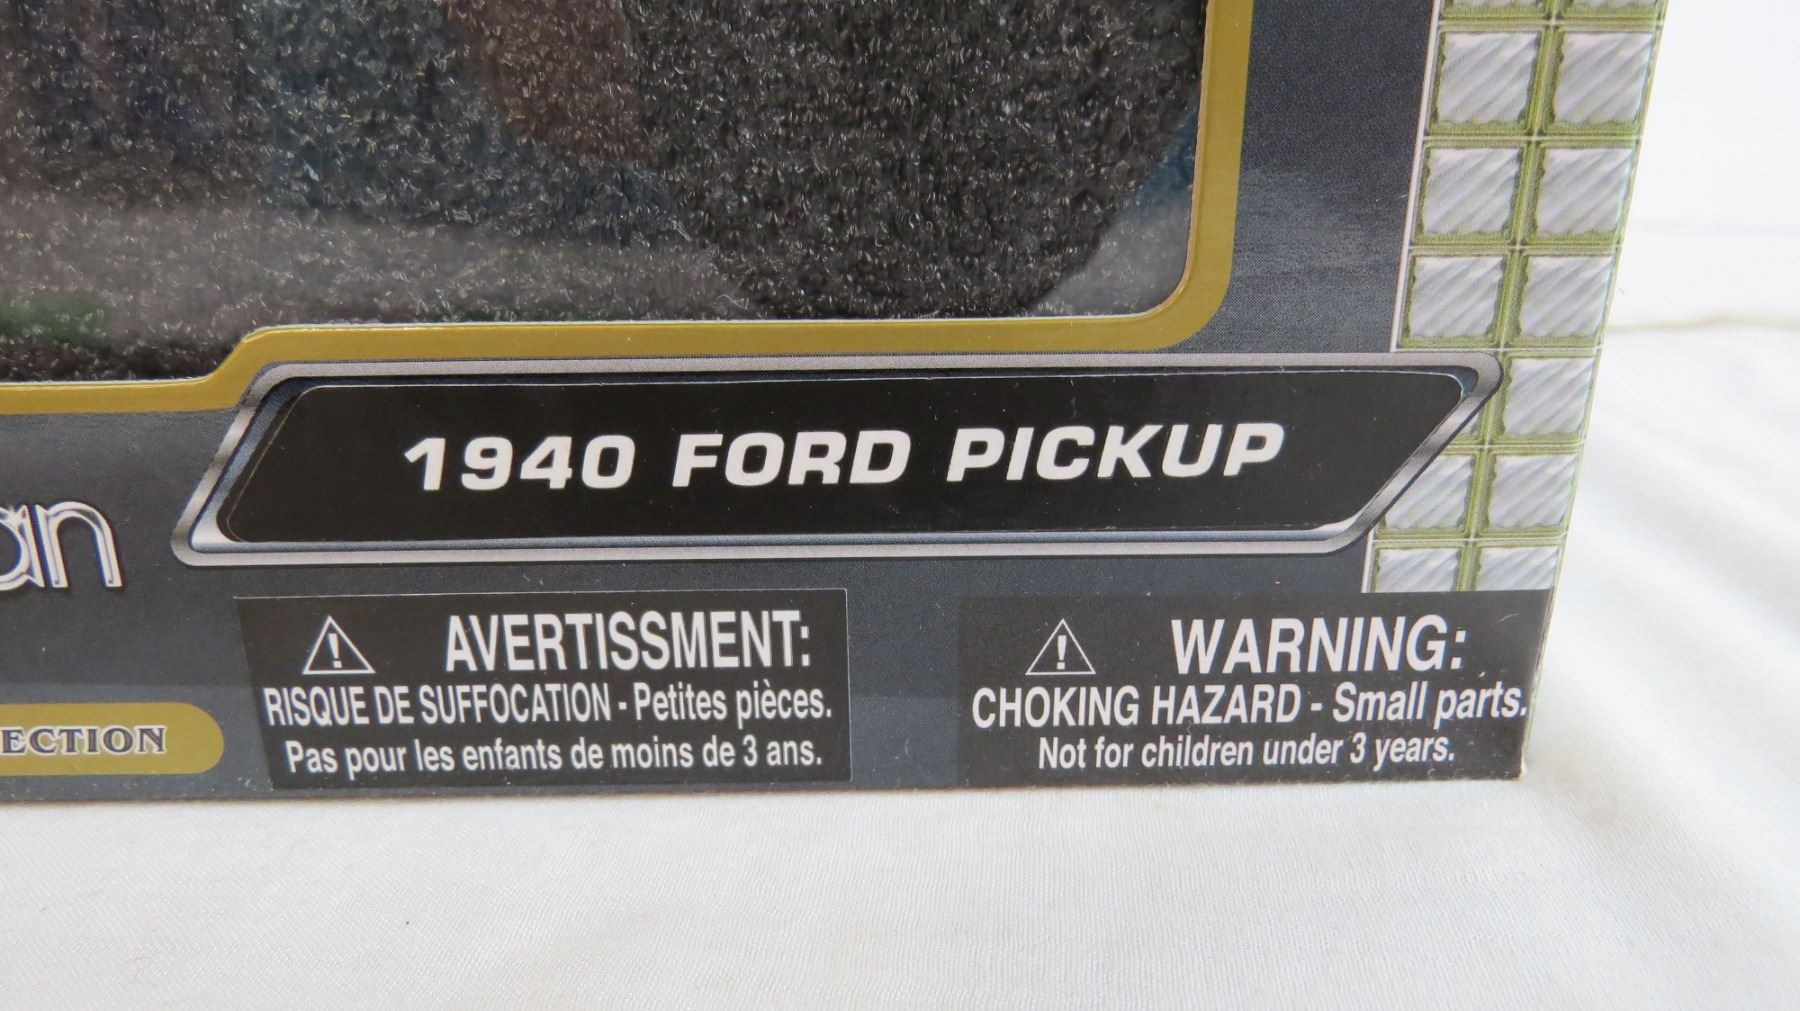 1940 FORD PICKUP
AVERTISSMENT:
RISQUE DE SUFFOCATION - Petites pièces.
Pas pour les enfants de moins de 3 ans.
WARNING:
CHOKING HAZARD - Small parts.
Not for children under 3 years.